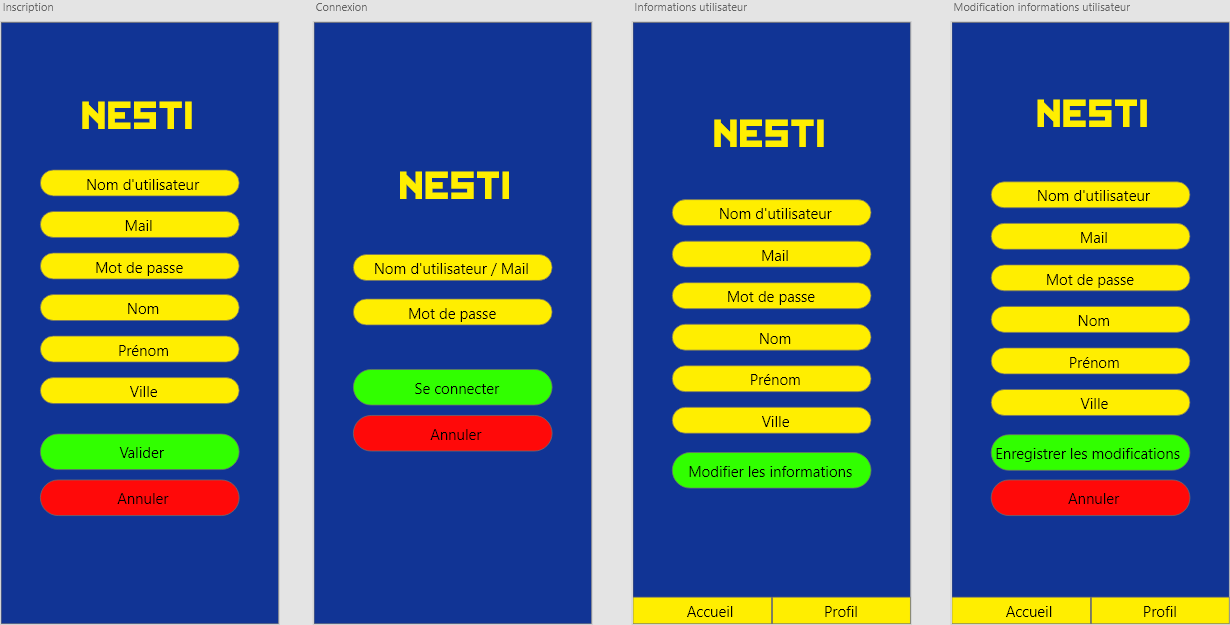 Inscription
NESTI
Nom d'utilisateur
Mail
Mot de passe
Nom
Prénom
Ville
Valider
Annuler
Connexion
NESTI
Nom d'utilisateur / Mail
Mot de passe
Se connecter
Annuler
Informations utilisateur
NESTI
Nom d'utilisateur
Mail
Mot de passe
Nom
Prénom
Ville
Modifier les informations
Accueil
Profil
Modification informations utilisateur
NESTI
Nom d'utilisateur
Mail
Mot de passe
Nom
Prénom
Ville
Enregistrer les modifications
Annuler
Accueil
Profil